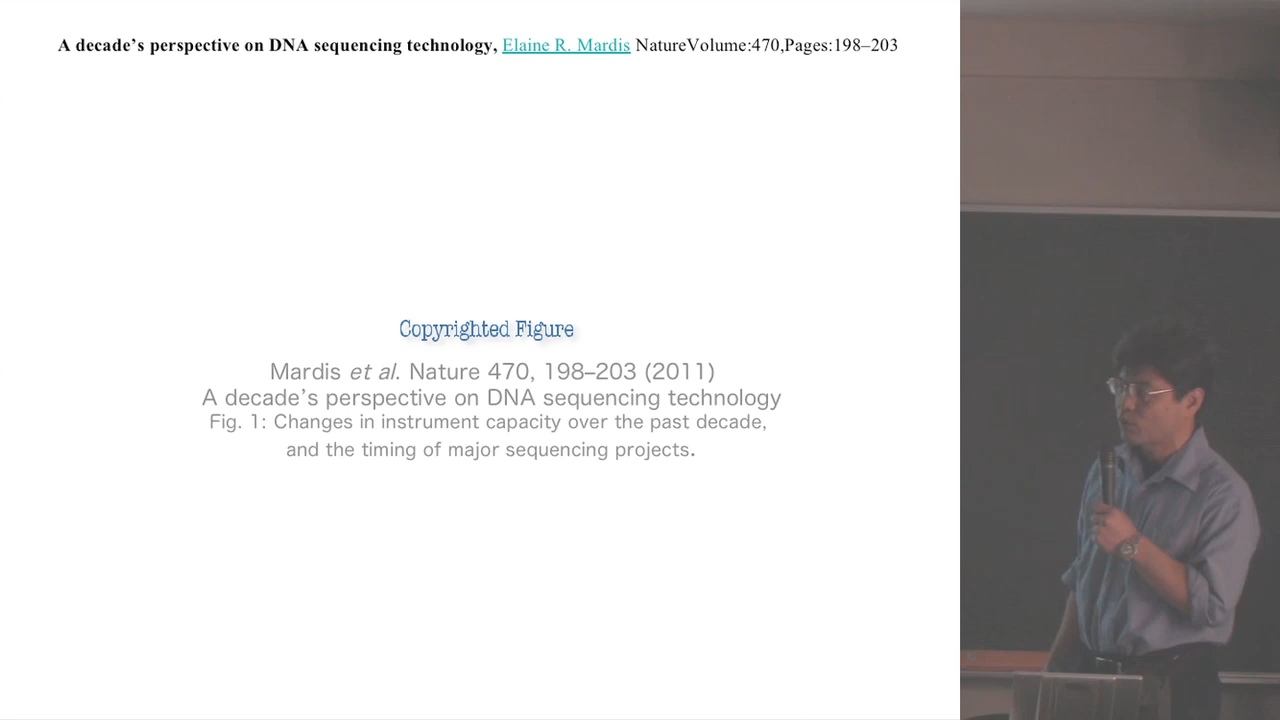 A decade’s perspective on DNA sequencing technology, Elaine R. Mardis NatureVolume:470,Pages:198–203
Copyrighted Figure
Mardis et al. Nature 470, 198–203 (2011)
A decade’s perspective on DNA sequencing technology
Fig. 1: Changes in instrument capacity over the past decade,
and the timing of major sequencing projects.